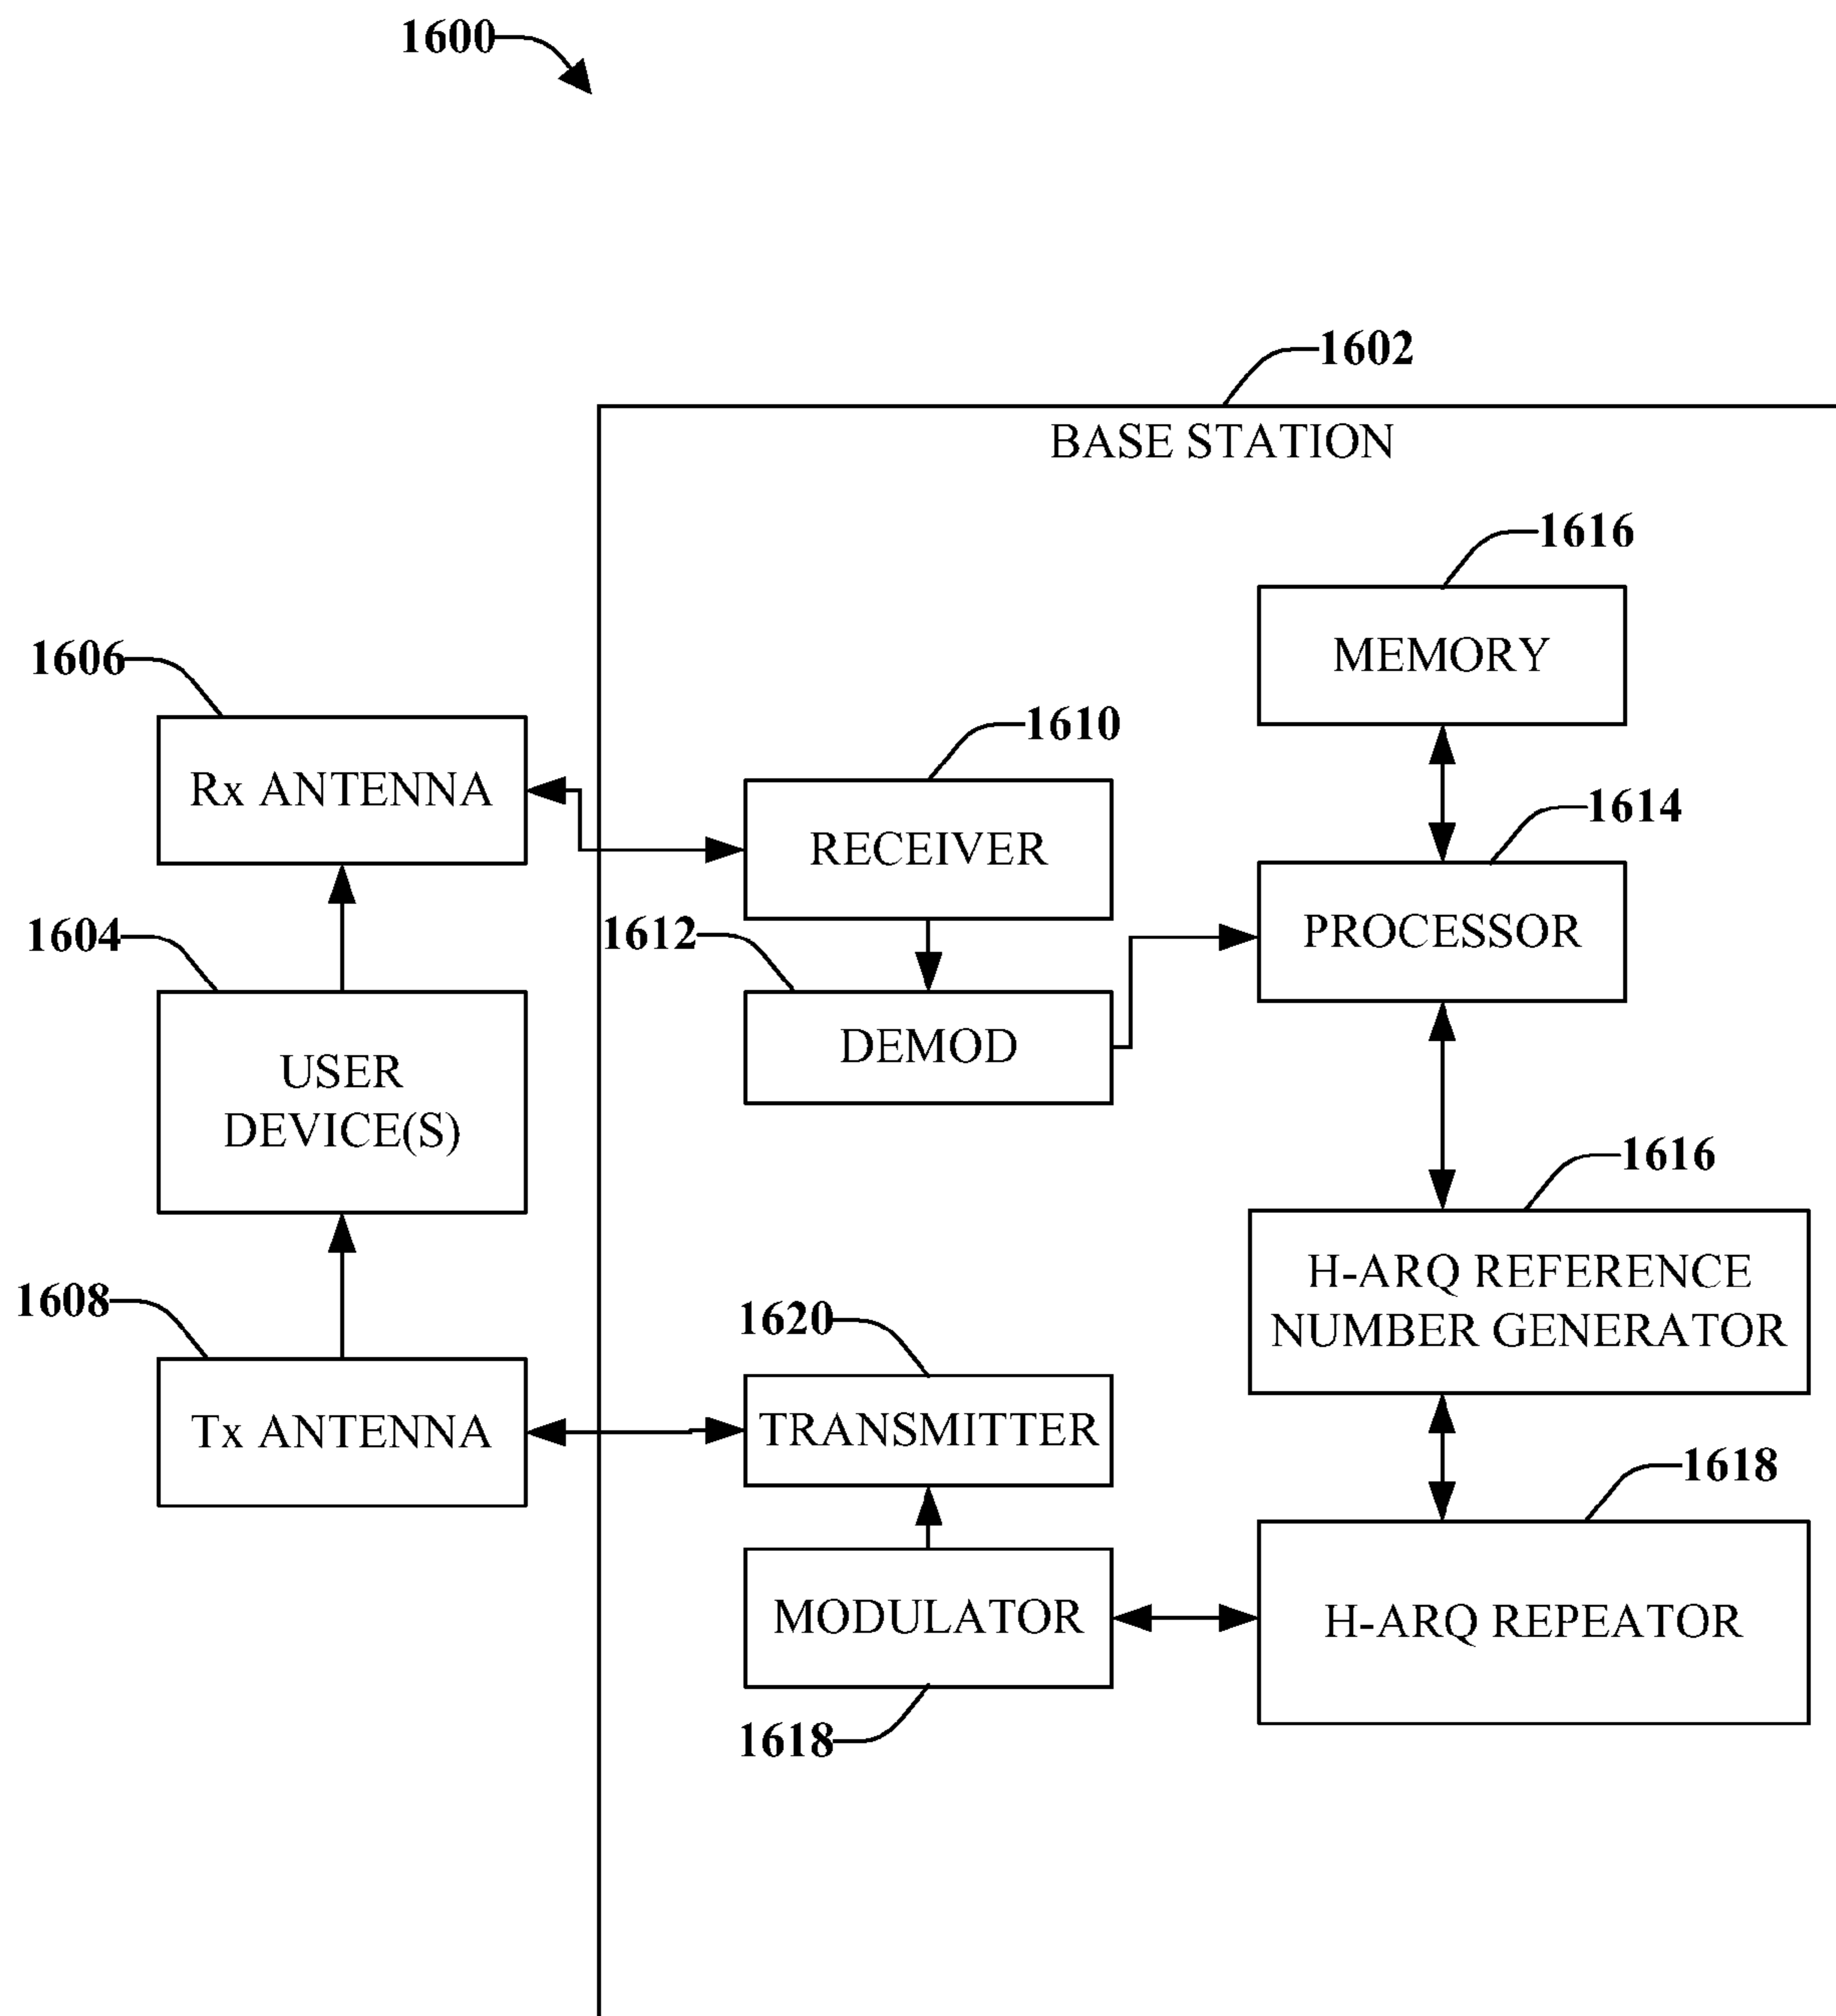 1600
1602
BASE STATION
1616
MEMORY
1606
Rx ANTENNA
1610
RECEIVER
1614
PROCESSOR
1604
USER
DEVICE(S)
1612
DEMOD
1616
H-ARQ REFERENCE
NUMBER GENERATOR
1608
Tx ANTENNA
1620
TRANSMITTER
1618
H-ARQ REPEATOR
MODULATOR
1618